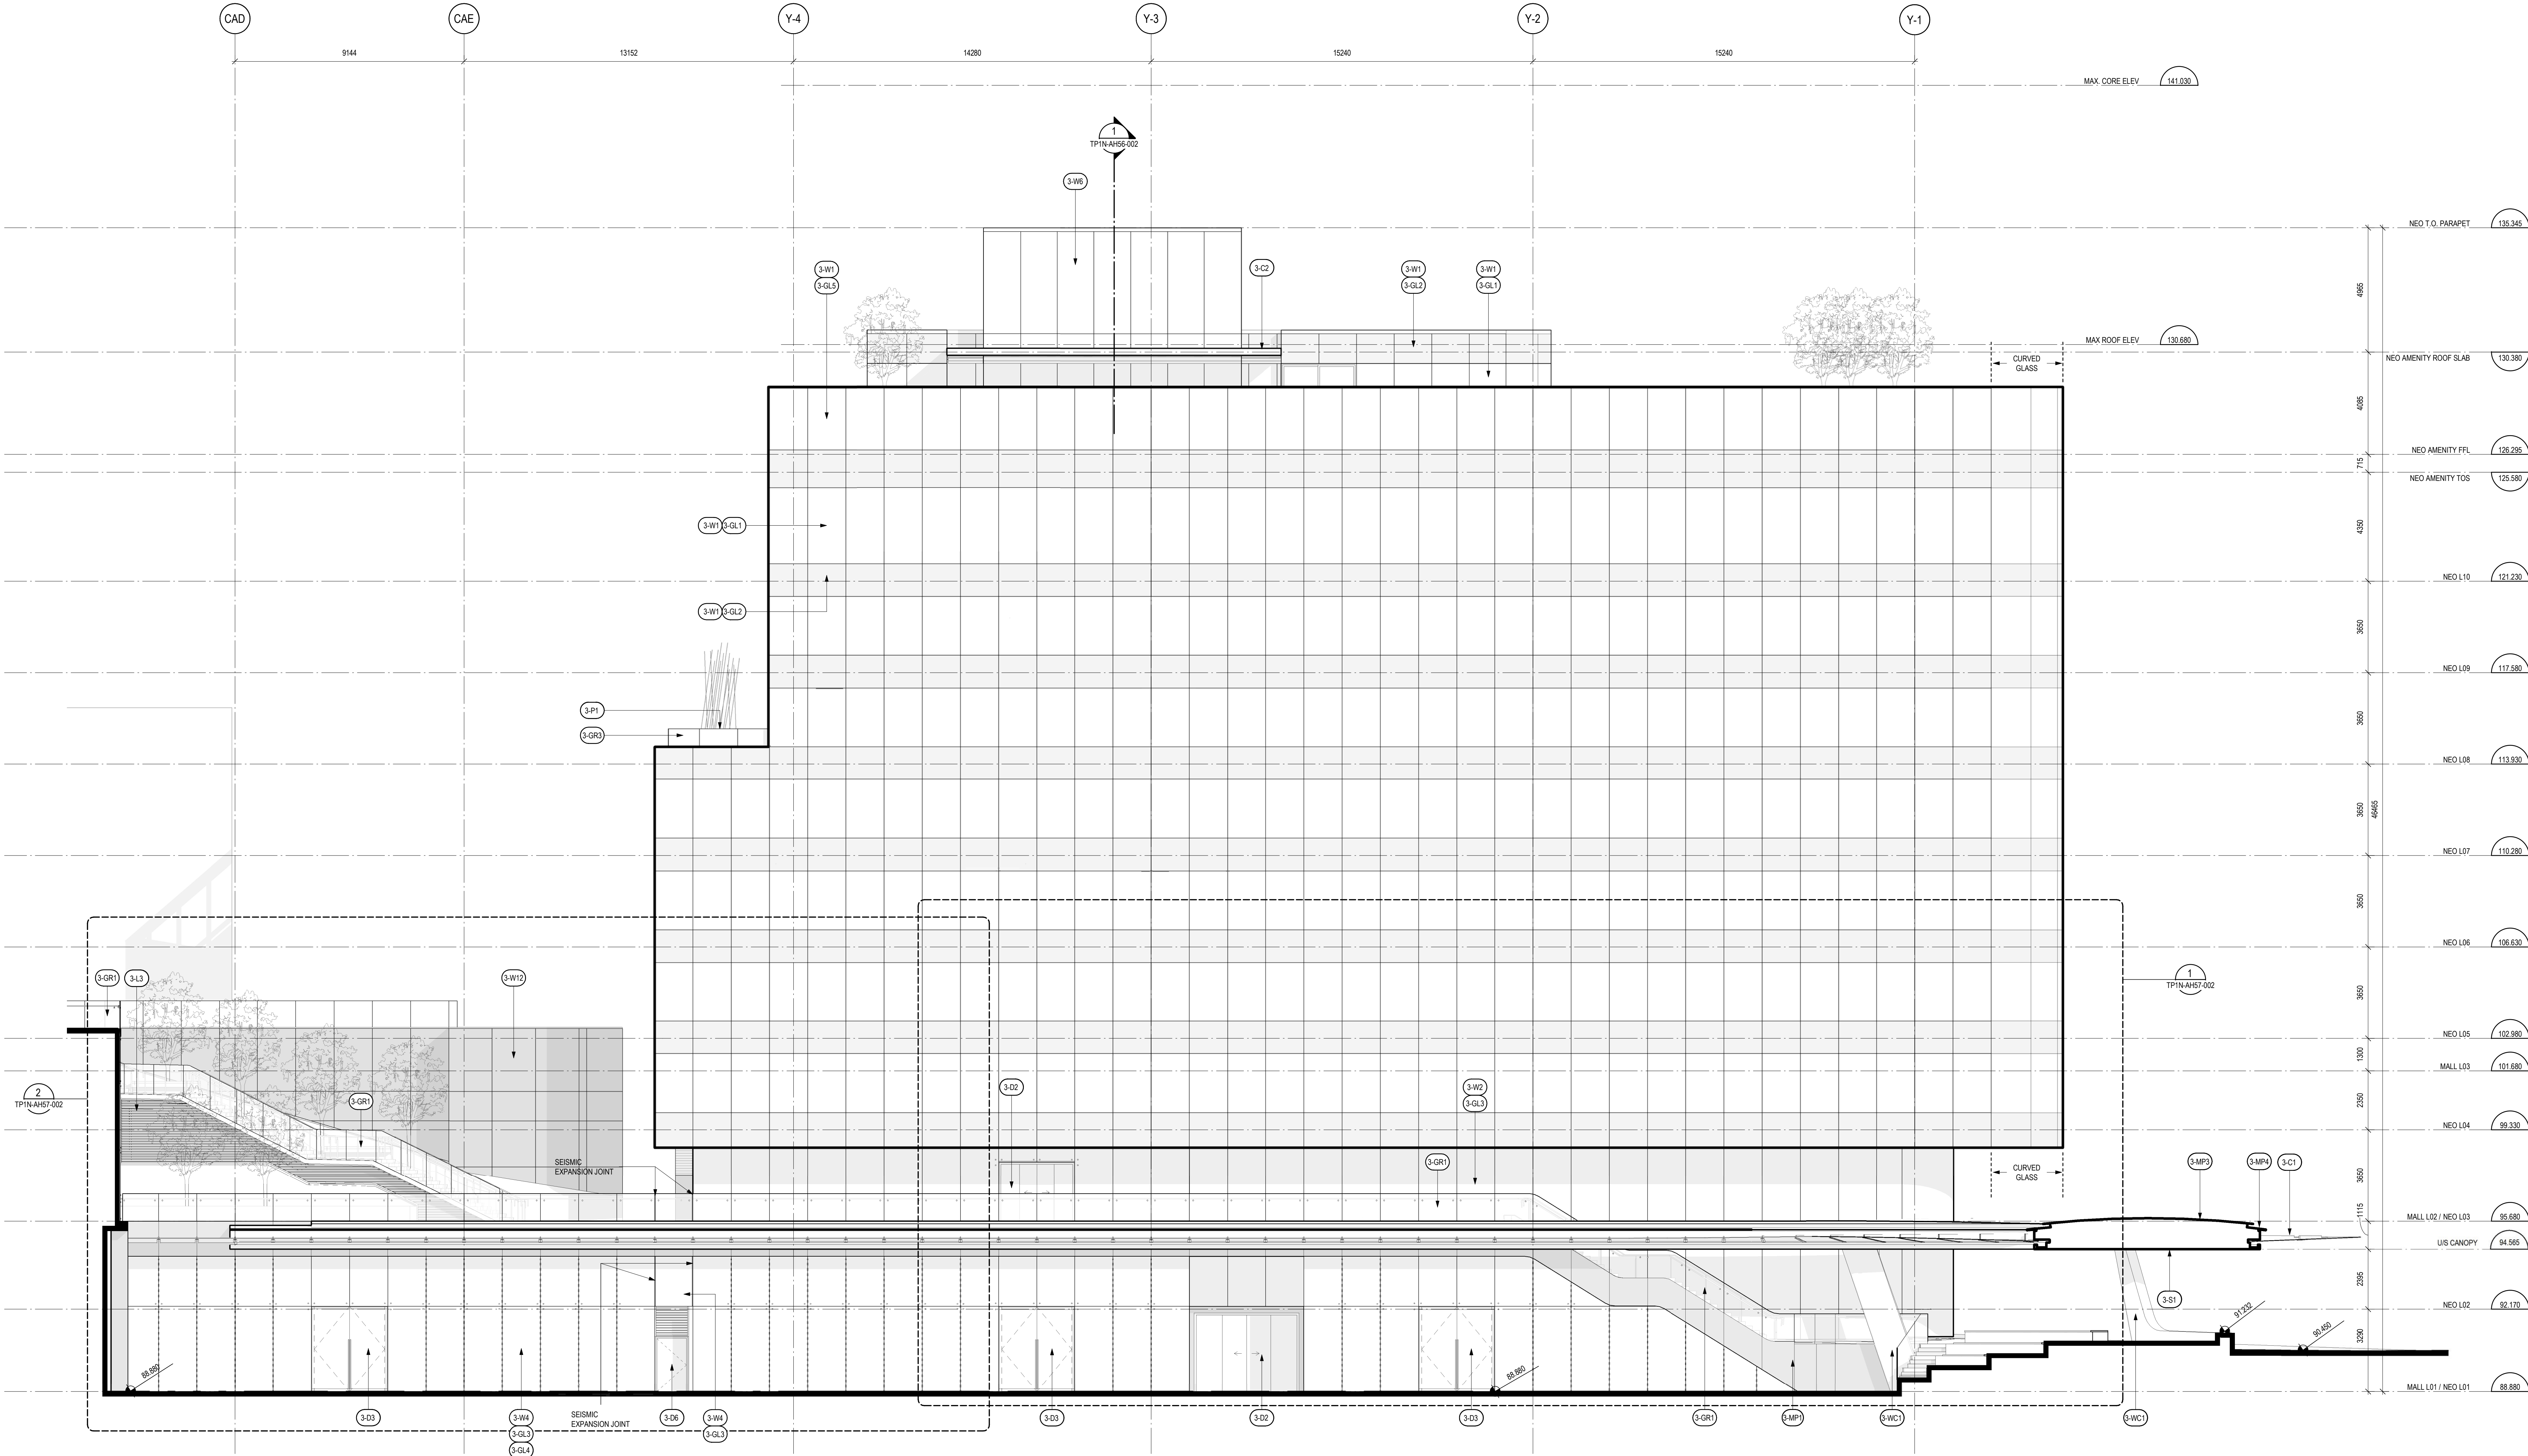 CAD
CAE
Y-4
Y-3
Y-2
Y-1
9144
13152
14280
15240
15240
MAX. CORE ELEV
141.030
1
TP1N-AH56-002
3-W6
NEO T.O. PARAPET
135.345
3-W1
3-GL5
3-C2
3-W1
3-GL2
3-W1
3-GL1
4965
MAX ROOF ELEV
130.680
CURVED
GLASS
NEO AMENITY ROOF SLAB
130.380
4085
NEO AMENITY FFL
126.295
715
NEO AMENITY TOS
125.580
3-W1
3-GL1
4350
NEO L10
121.230
3-W1
3-GL2
3650
NEO L09
117.580
3-P1
3-GR3
3650
NEO L08
113.930
3650
46465
NEO L07
110.280
3650
NEO L06
106.630
3-GR1
3-L3
3-W12
1
TP1N-AH57-002
3650
NEO L05
102.980
1300
MALL L03
101.680
2
TP1N-AH57-002
3-GR1
3-D2
3-W2
3-GL3
2350
NEO L04
99.330
SEISMIC
EXPANSION JOINT
3-GR1
CURVED
GLASS
3-MP3
3-MP4
3-C1
3650
MALL L02 / NEO L03
95.680
1115
U/S CANOPY
94.565
2395
3-S1
NEO L02
92.170
91.232
90.450
3290
88.880
88.880
MALL L01 / NEO L01
88.880
3-D3
3-W4
3-GL3
3-GL4
SEISMIC
EXPANSION JOINT
3-D6
3-W4
3-GL3
3-D3
3-D2
3-D3
3-GR1
3-MP1
3-WC1
3-WC1